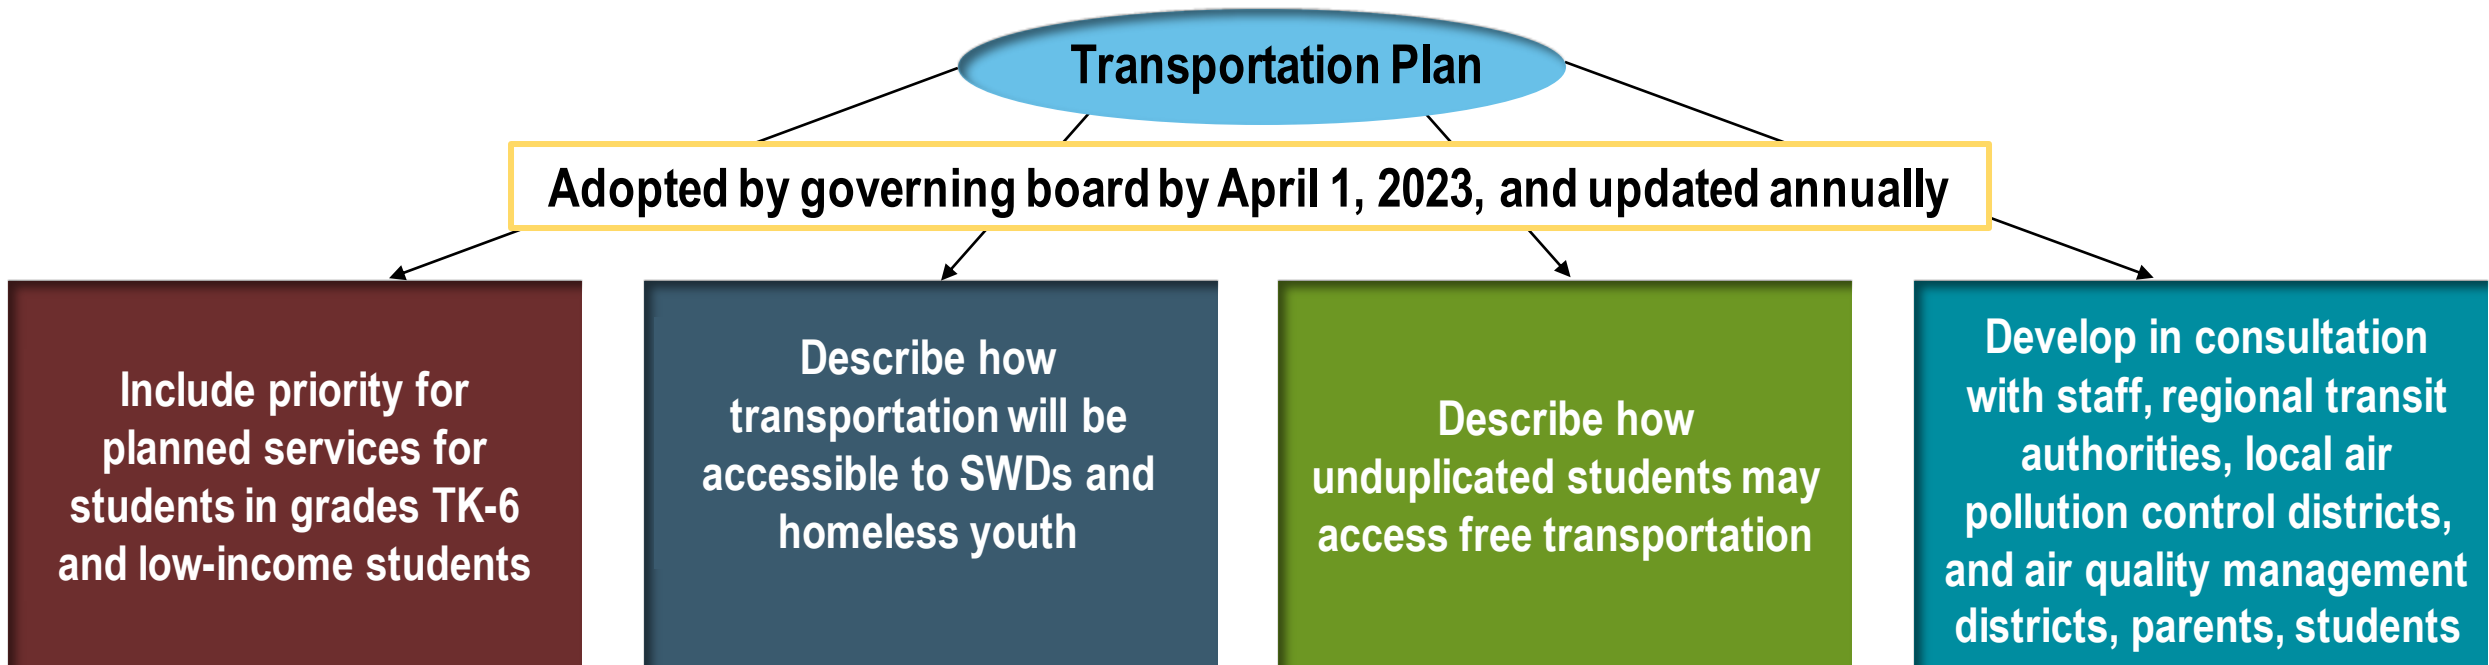 Transportation Plan
Adopted by governing board by April 1, 2023, and updated annually
Include priority for
planned services for
students in grades TK-6
and low-income students
Describe how
transportation will be
accessible to SWDs and
homeless youth
Describe how
unduplicated students may
access free transportation
Develop in consultation
with staff, regional transit
authorities, local air
pollution control districts,
and air quality management
districts, parents, students